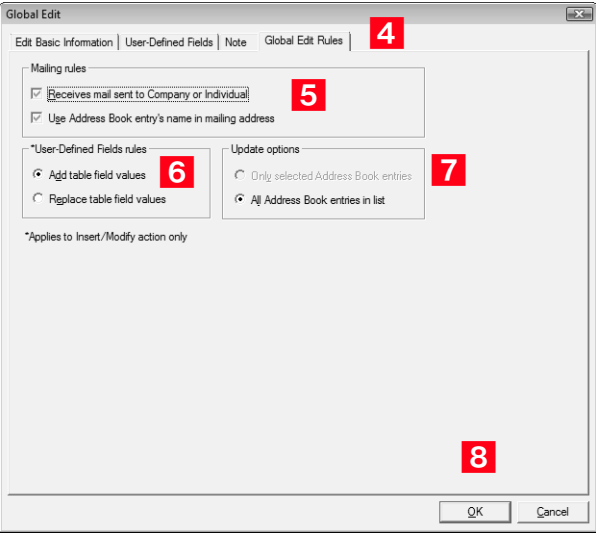 Global Edit
Edit Basic Information User-Defined Fields Note Global Edit Rules 4
Mailing rules
Receives mail sent to Company or Individual 5
Use Address Book entry's name in mailing address
*User-Defined Fields rules
Add table field values 6
Replace table field values
Update options
Only selected Address Book entries 7
All Address Book entries in list
*Applies to Insert/Modify action only
8
OK Cancel